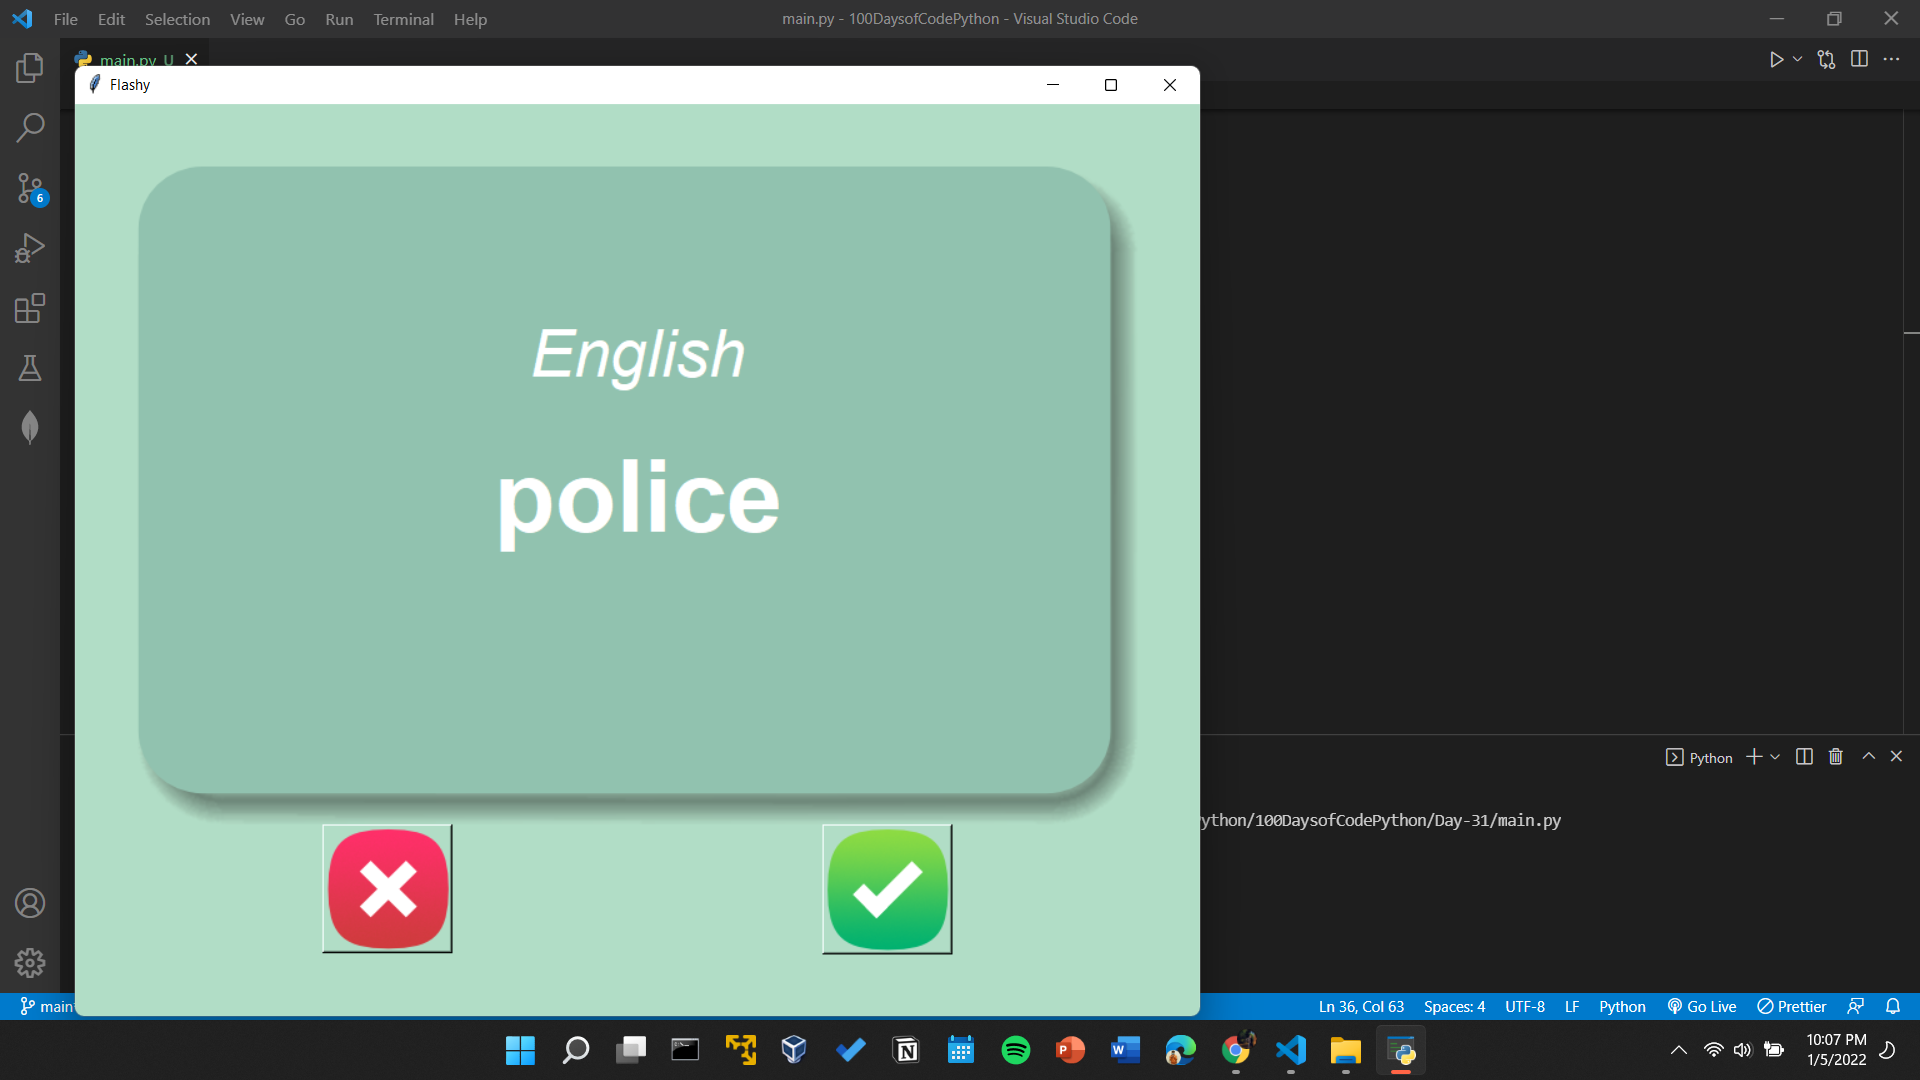 File Edit Selection View Go Run Terminal Help
main.py - 100DaysofCodePython - Visual Studio Code
main.py U
Flashy
6
English
police
Python
ython/100DaysofCodePython/Day-31/main.py
main
Ln 36, Col 63 Spaces: 4 UTF-8 LF Python Go Live Prettier
10:07 PM
1/5/2022